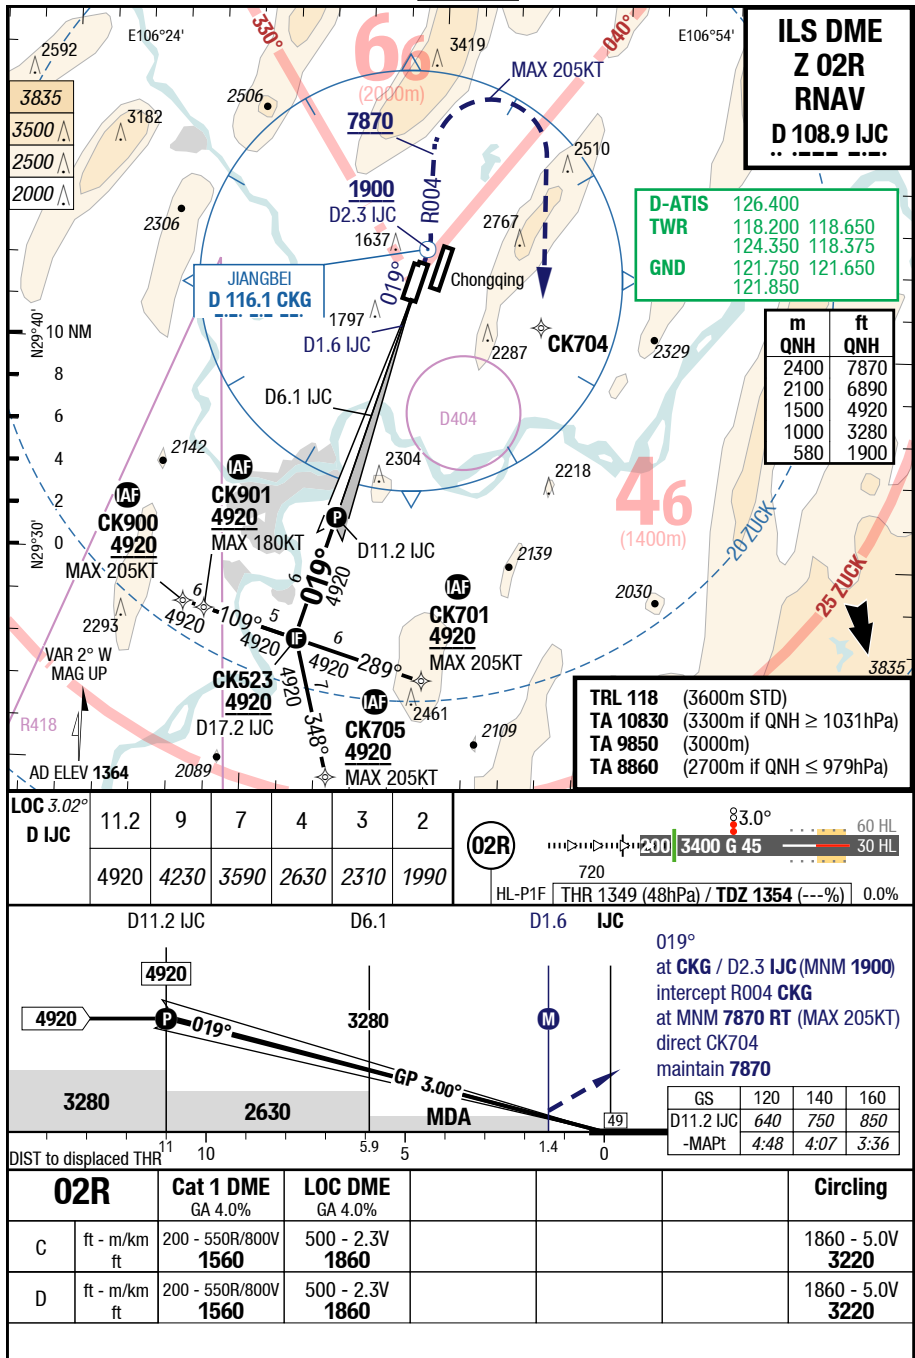 ILS DME
Z 02R
RNAV
D 108.9 IJC
E106°24'
E106°54'
330°
040°
66
(2000m)
MAX 205KT
7870
2592
3419
3835
3500
2500
2000
3182
2506
2306
2510
2767
1900
D2.3 IJC
R004
1637
019°
D-ATIS 126.400
TWR 118.200 118.650
124.350 118.375
GND 121.750 121.650
121.850
JIANGBEI
D 116.1 CKG
Chongqing
1797
D1.6 IJC
CK704
2287
2329
m ft
QNH QNH
2400 7870
2100 6890
1500 4920
1000 3280
580 1900
N29°40'
10 NM
8
6
4
2
0
N29°30'
D6.1 IJC
D404
2142
2304
2218
46
(1400m)
IAF
CK900
4920
MAX 205KT
IAF
CK901
4920
MAX 180KT
P
D11.2 IJC
2139
2030
20 ZUCK
25 ZUCK
019°
6
4920
IAF
CK701
4920
MAX 205KT
6
4920
109°
5
4920
IF
6
4920
289°
2293
VAR 2° W
MAG UP
CK523
4920
D17.2 IJC
7
4920
348°
IAF
CK705
4920
MAX 205KT
2461
2109
2089
3835
R418
AD ELEV 1364
TRL 118 (3600m STD)
TA 10830 (3300m if QNH ≥ 1031hPa)
TA 9850 (3000m)
TA 8860 (2700m if QNH ≤ 979hPa)
LOC 3.02°
D IJC
11.2 9 7 4 3 2
4920 4230 3590 2630 2310 1990
02R
3.0°
60 HL
200 3400 G 45 30 HL
720
HL-P1F THR 1349 (48hPa) / TDZ 1354 (---%) 0.0%
D11.2 IJC D6.1 D1.6 IJC
4920
4920
P
019°
3280
M
GP 3.00°
3280
2630
MDA
49
019°
at CKG / D2.3 IJC (MNM 1900)
intercept R004 CKG
at MNM 7870 RT (MAX 205KT)
direct CK704
maintain 7870
GS 120 140 160
D11.2 IJC 640 750 850
-MAPt 4:48 4:07 3:36
DIST to displaced THR 11 10 5.9 5 1.4 0
02R
Cat 1 DME
GA 4.0%
LOC DME
GA 4.0%
Circling
C ft - m/km 200 - 550R/800V 500 - 2.3V 1860 - 5.0V
ft 1560 1860 3220
D ft - m/km 200 - 550R/800V 500 - 2.3V 1860 - 5.0V
ft 1560 1860 3220